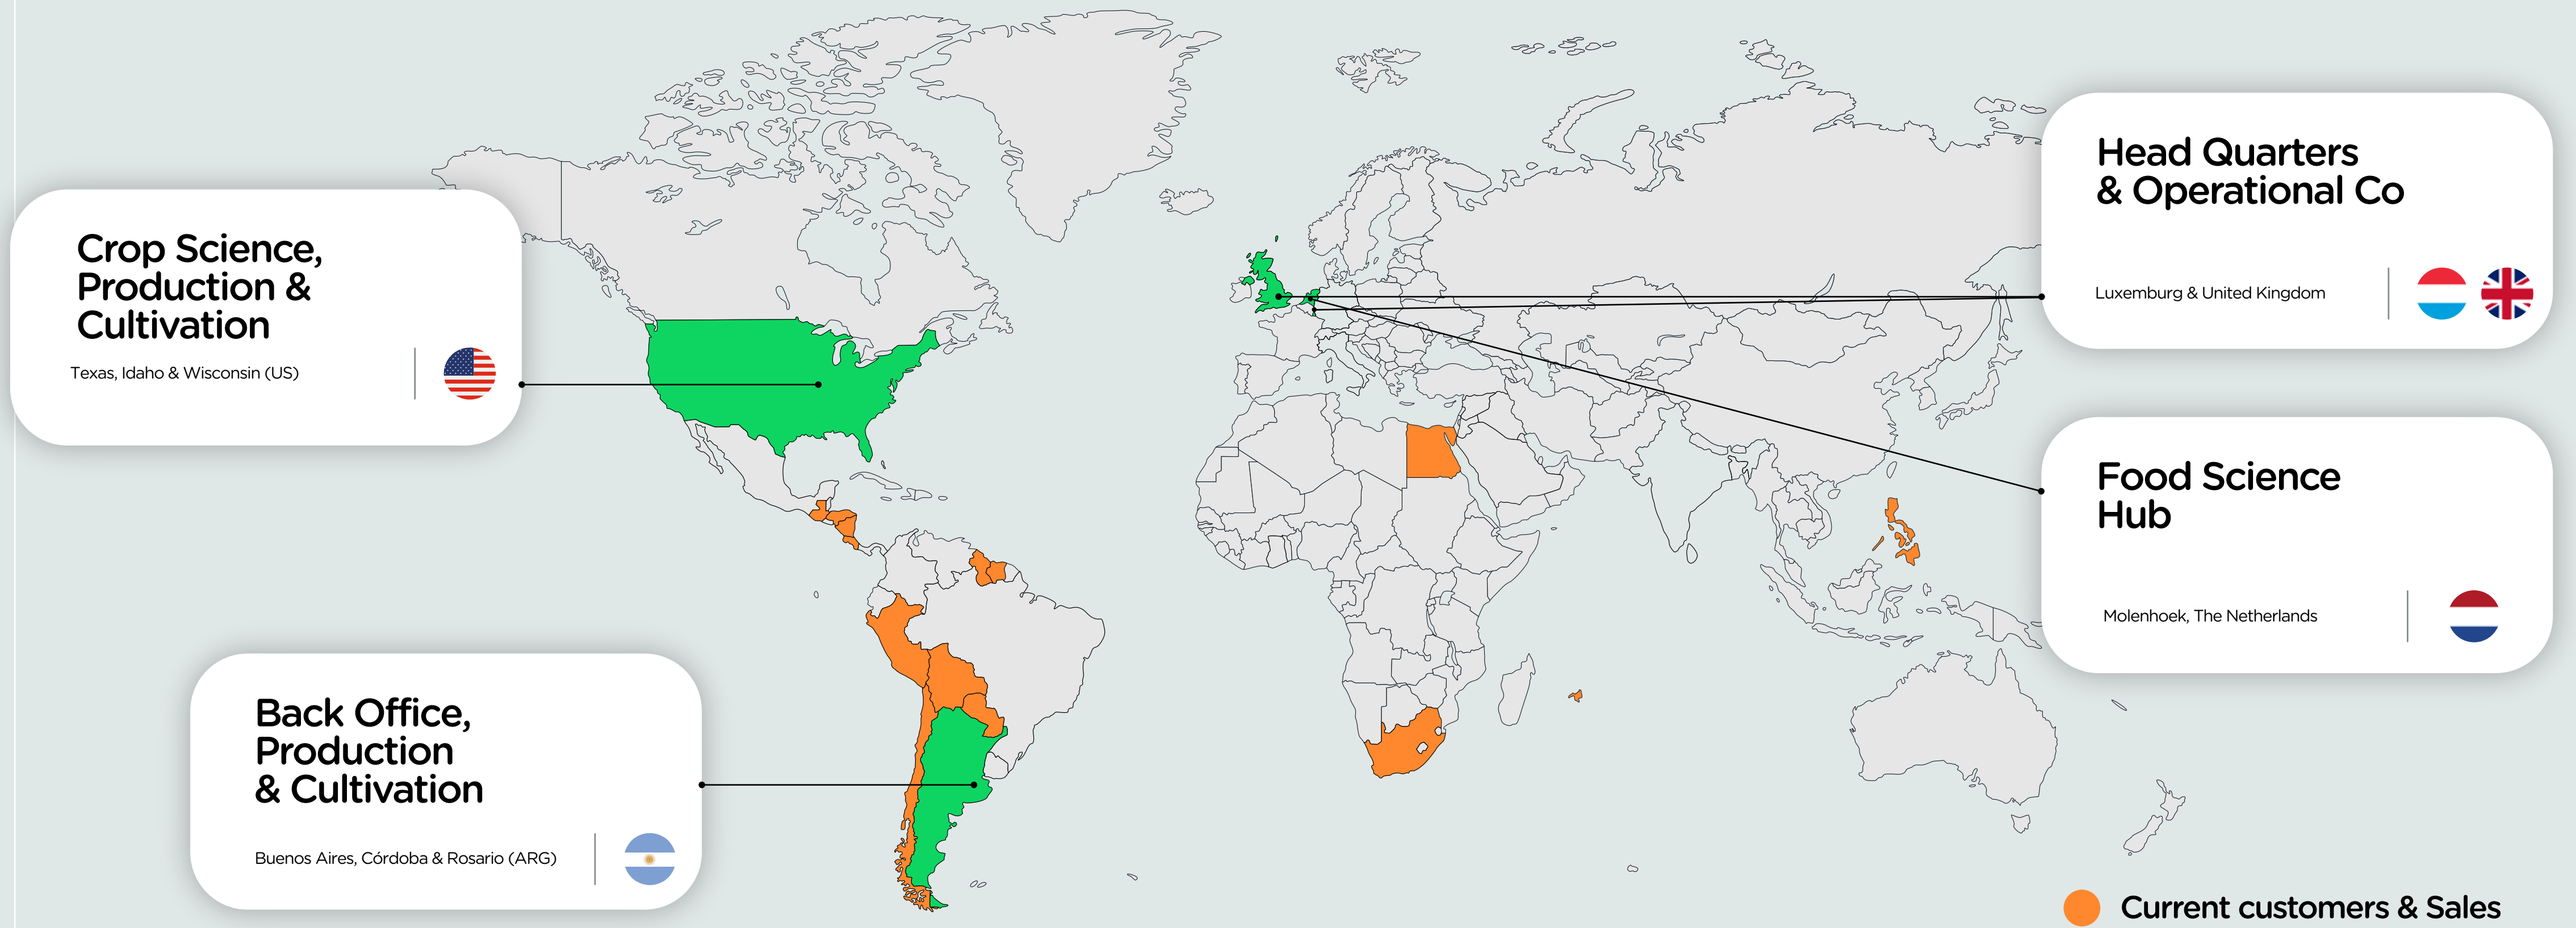 Crop Science,
Production &
Cultivation
Texas, Idaho & Wisconsin (US)
Back Office,
Production
& Cultivation
Buenos Aires, Córdoba & Rosario (ARG)
Head Quarters
& Operational Co
Luxemburg & United Kingdom
Food Science
Hub
Molenhoek, The Netherlands
Current customers & Sales